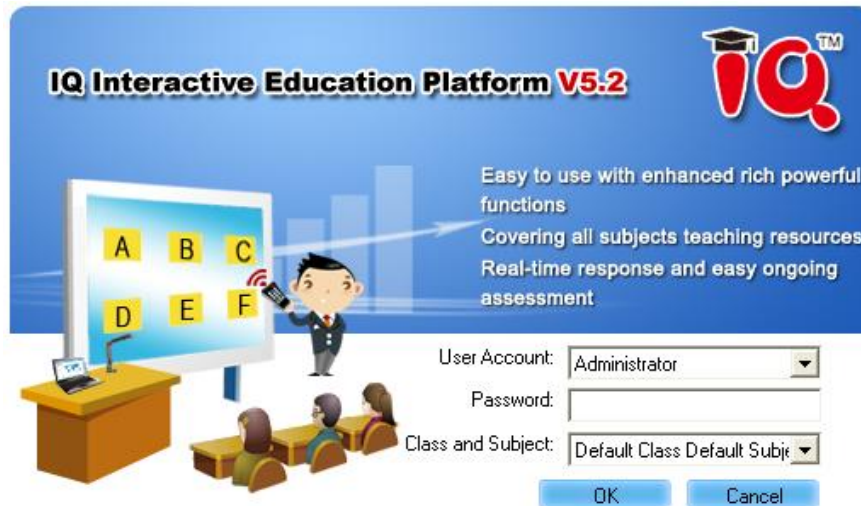 IQ Interactive Education Platform V5.2
iQ™
Easy to use with enhanced rich powerful
functions
Covering all subjects teaching resources
Real-time response and easy ongoing
assessment
A B C
D E F
User Account: Administrator
Password:
Class and Subject: Default Class Default Subje
OK Cancel